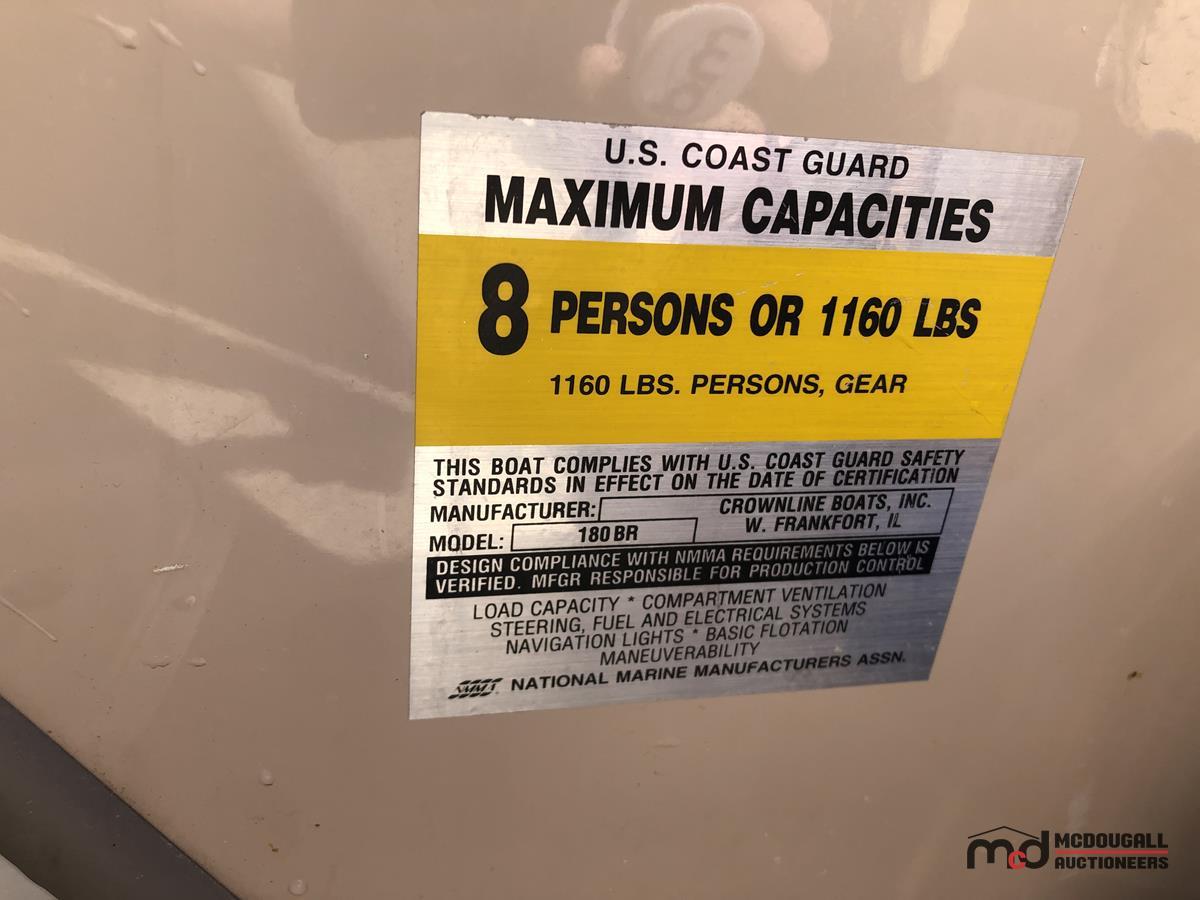 U.S. COAST GUARD
MAXIMUM CAPACITIES
8 PERSONS OR 1160 LBS
1160 LBS. PERSONS, GEAR
THIS BOAT COMPLIES WITH U.S. COAST GUARD SAFETY
STANDARDS IN EFFECT ON THE DATE OF CERTIFICATION
MANUFACTURER: CROWNLINE BOATS, INC.
W. FRANKFORT, IL
MODEL: 180 BR
DESIGN COMPLIANCE WITH NMMA REQUIREMENTS BELOW IS
VERIFIED. MFGR RESPONSIBLE FOR PRODUCTION CONTROL
LOAD CAPACITY * COMPARTMENT VENTILATION
STEERING, FUEL AND ELECTRICAL SYSTEMS
NAVIGATION LIGHTS * BASIC FLOTATION
MANEUVERABILITY
NMMA NATIONAL MARINE MANUFACTURERS ASSN.
mcd MCDOUGALL
AUCTIONEERS